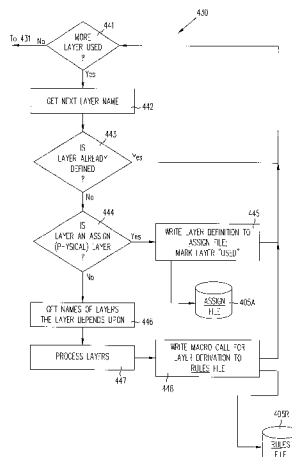 430
441
MORE
LAYER USED
?
To 431
No
Yes
GET NEXT LAYER NAME
442
443
IS
LAYER ALREADY
DEFINED
?
Yes
No
444
IS
LAYER AN ASSIGN
(PHYSICAL) LAYER
?
Yes
No
445
WRITE LAYER DEFINITION TO
ASSIGN FILE;
MARK LAYER "USED"
ASSIGN
FILE
405A
GET NAMES OF LAYERS
THE LAYER DEPENDS UPON
446
PROCESS LAYERS
447
WRITE MACRO CALL FOR
LAYER DERIVATION TO
RULES FILE
448
405R
RULES
FILE